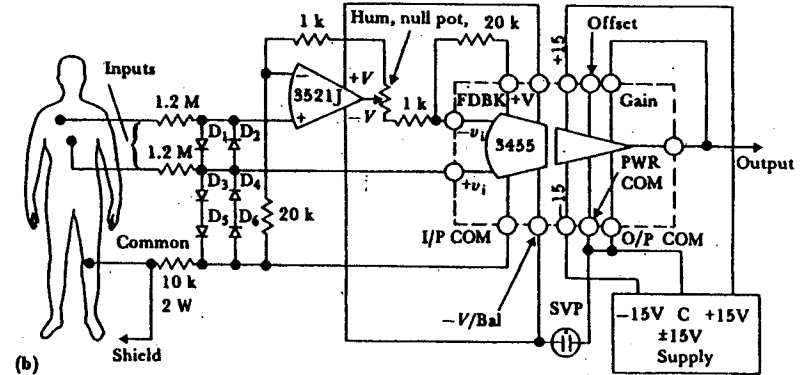 1 k
Hum, null pot,
20 k
+15
Offset
Inputs
1.2 M
3521J
−
+
+V
−V
1 k
FDBK
+V
Gain
D1
D2
−vi
3455
1.2 M
+vi
PWR
COM
Output
D3
D4
D5
D6
20 k
−15
I/P COM
O/P COM
Common
10 k
2 W
−V/Bal
SVP
−15V C +15V
±15V
Supply
Shield
(b)